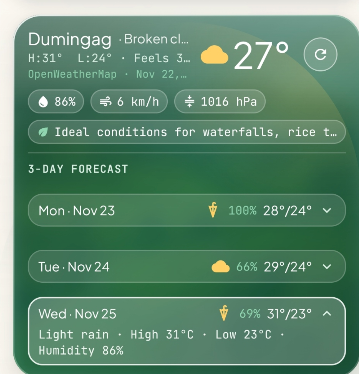 Dumingag · Broken cl…
27°
H:31° L:24° · Feels 3…
OpenWeatherMap · Nov 22,…
86% 6 km/h 1016 hPa
Ideal conditions for waterfalls, rice t…
3-DAY FORECAST
Mon · Nov 23 100% 28°/24°
Tue · Nov 24 66% 29°/24°
Wed · Nov 25 69% 31°/23°
Light rain · High 31°C · Low 23°C ·
Humidity 86%